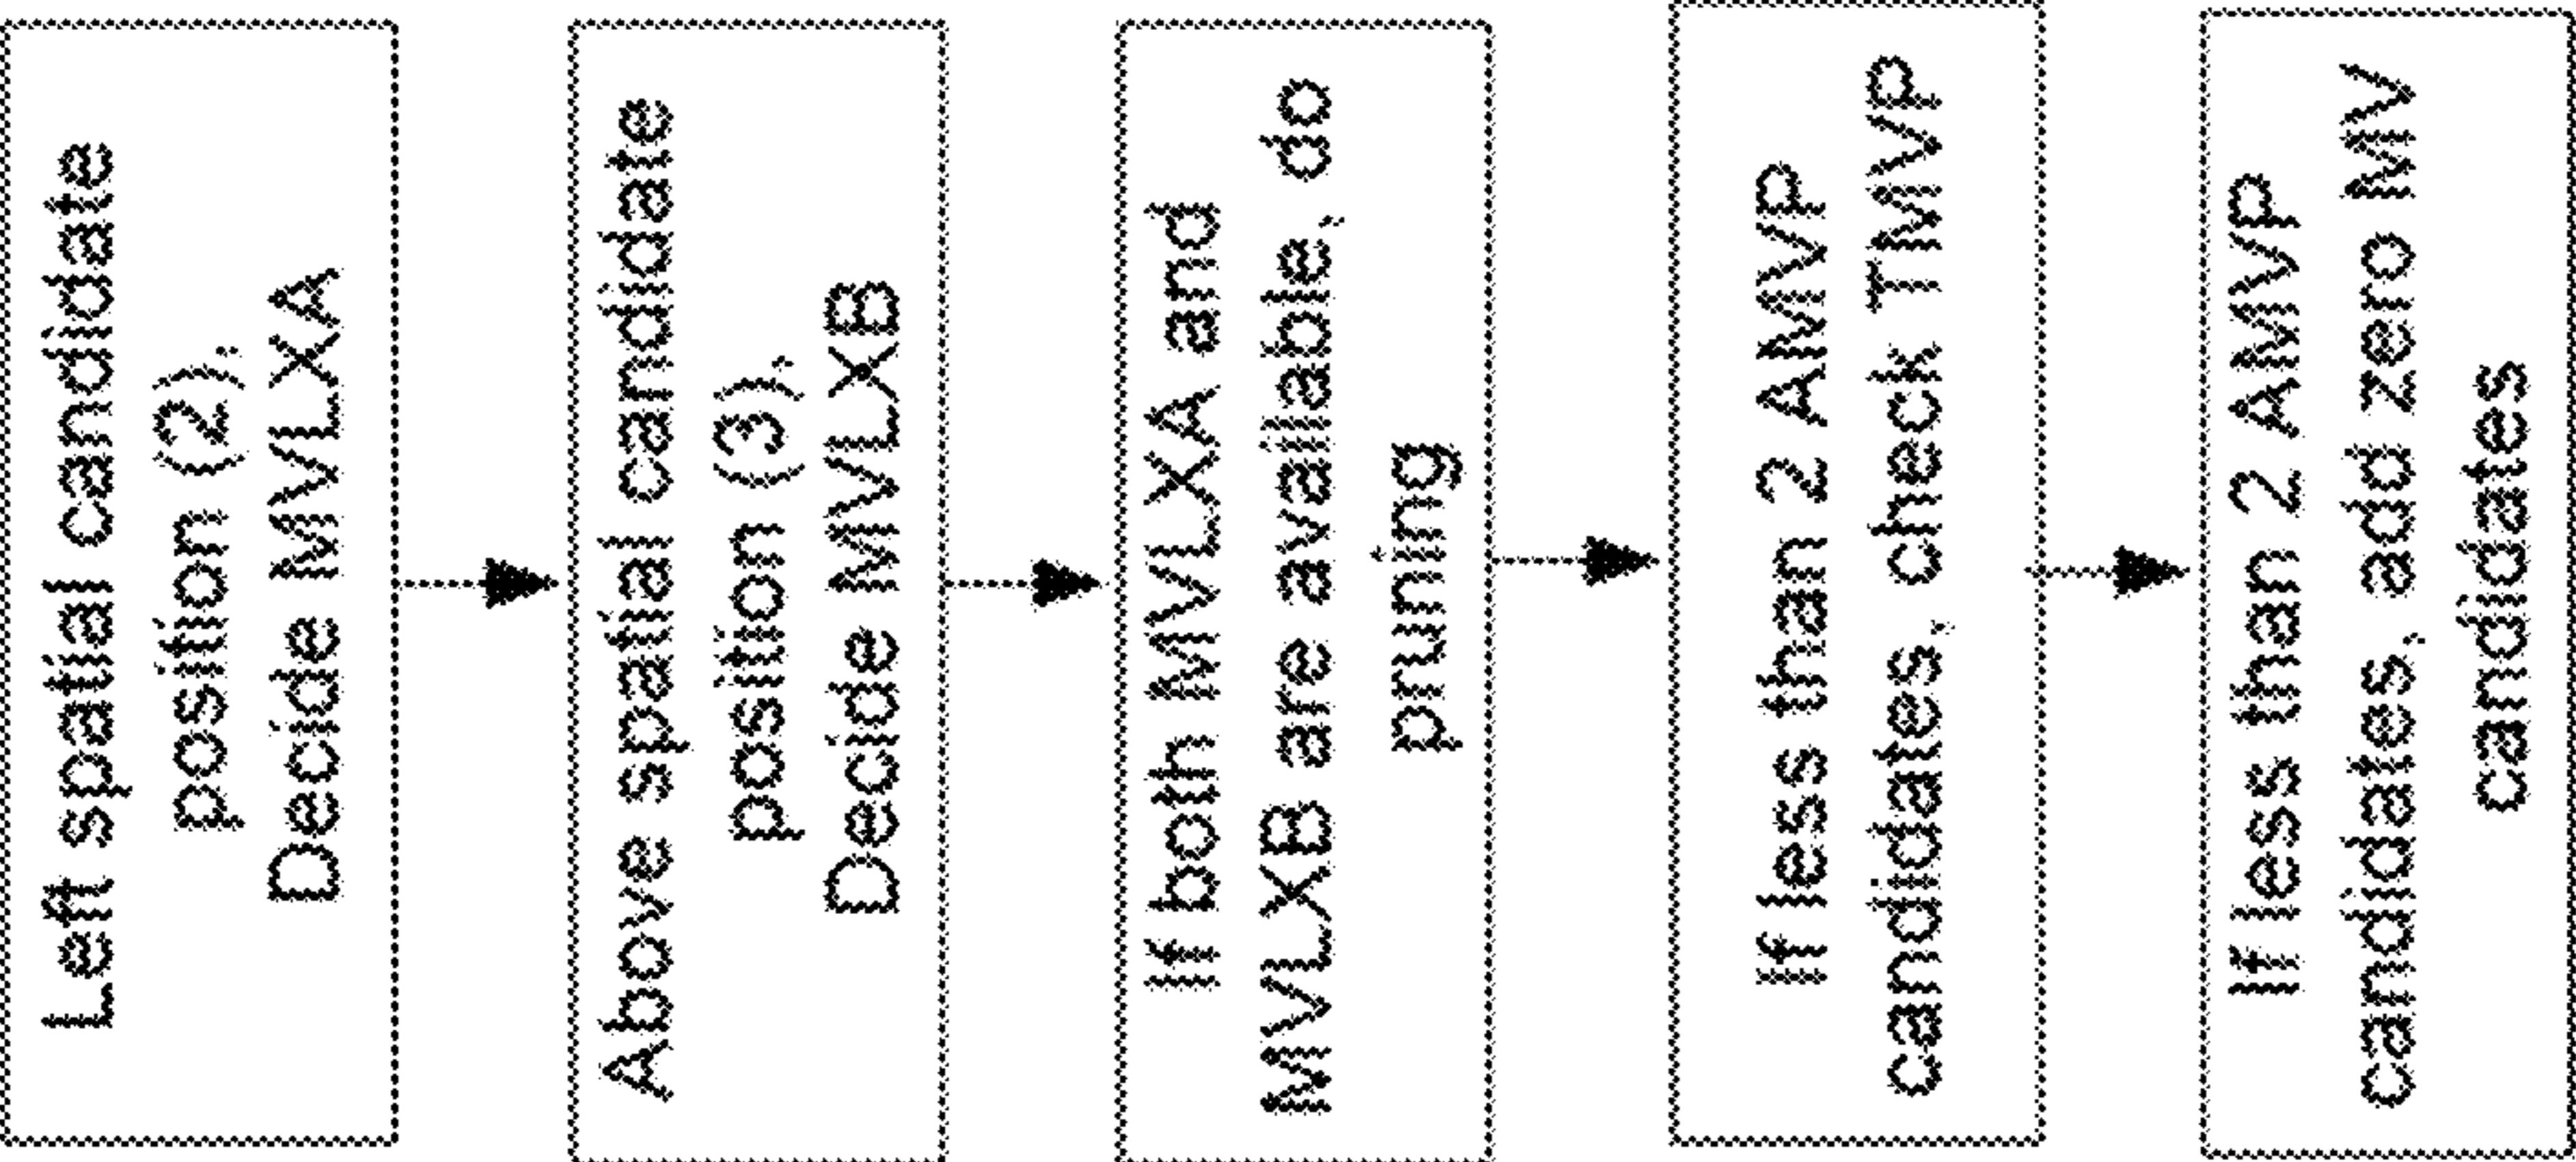 Left spatial candidate
position (2),
Decide MVLXA
Above spatial candidate
position (3),
Decide MVLXB
If both MVLXA and
MVLXB are available, do
pruning
If less than 2 AMVP
candidates, check TMVP
If less than 2 AMVP
candidates, add zero MV
candidates